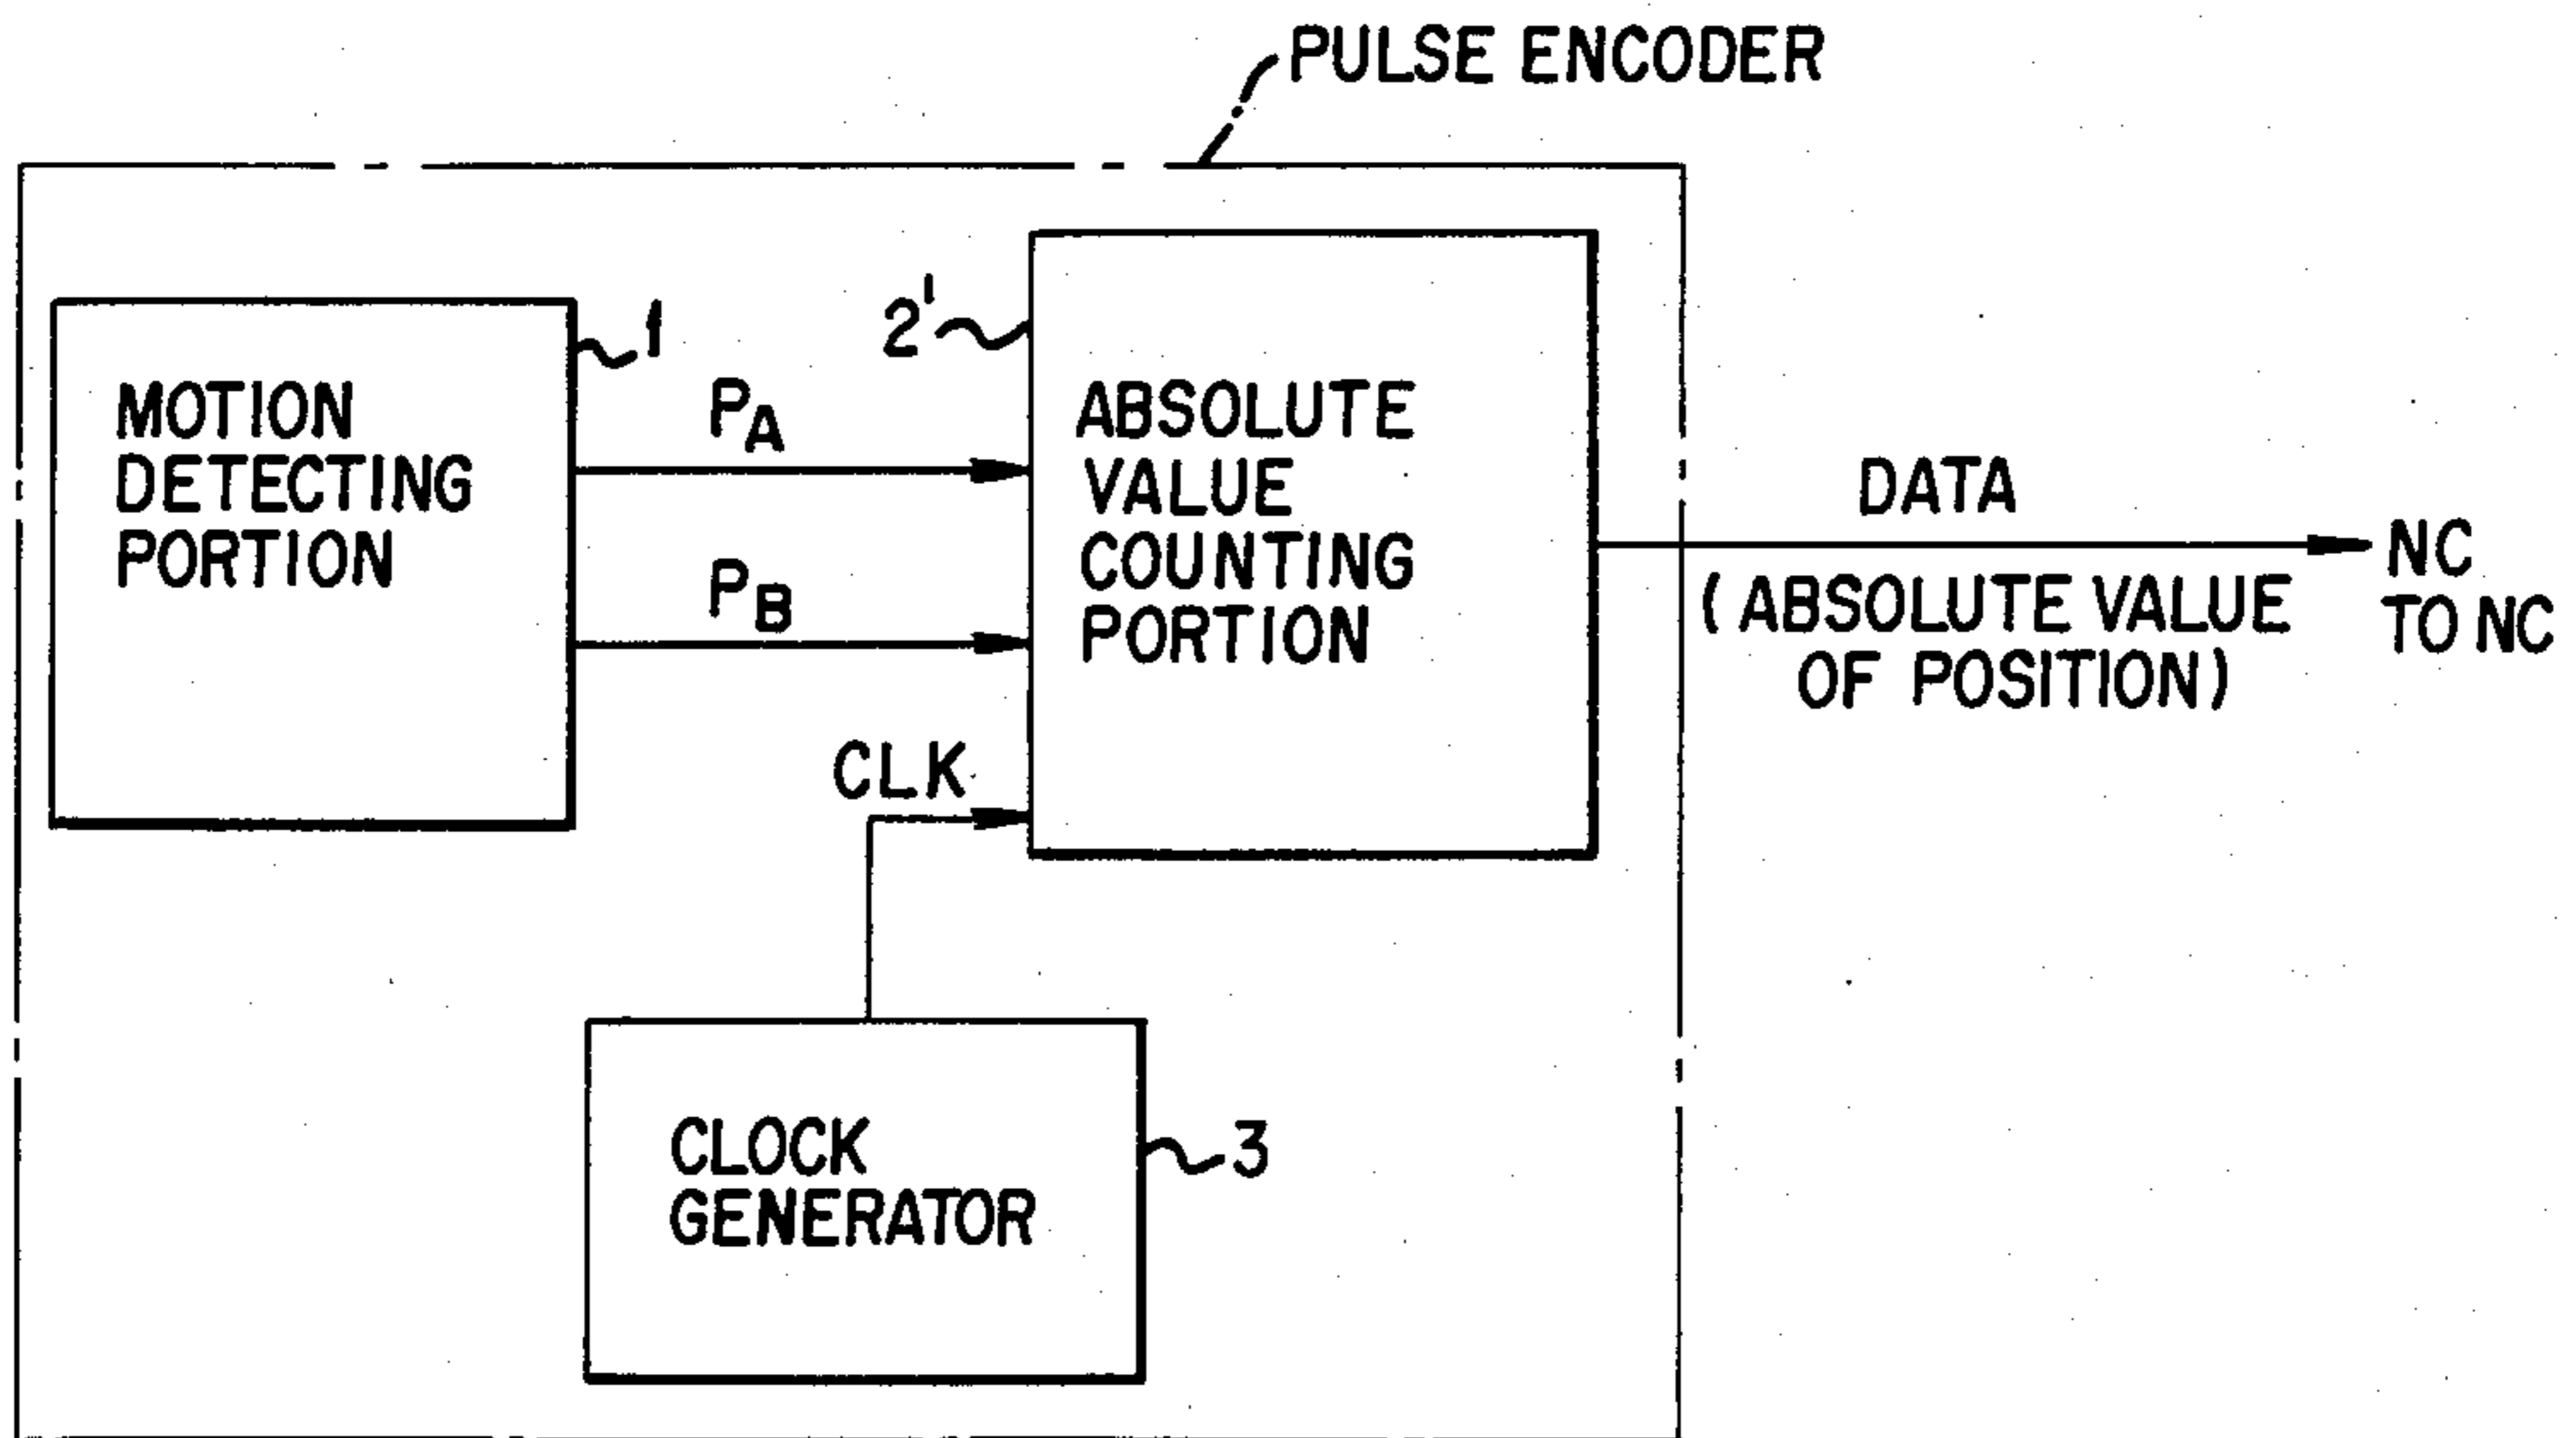 PULSE ENCODER
1
MOTION
DETECTING
PORTION
PA
PB
2'
ABSOLUTE
VALUE
COUNTING
PORTION
CLK
DATA
(ABSOLUTE VALUE
OF POSITION)
NC
TO NC
CLOCK
GENERATOR
3